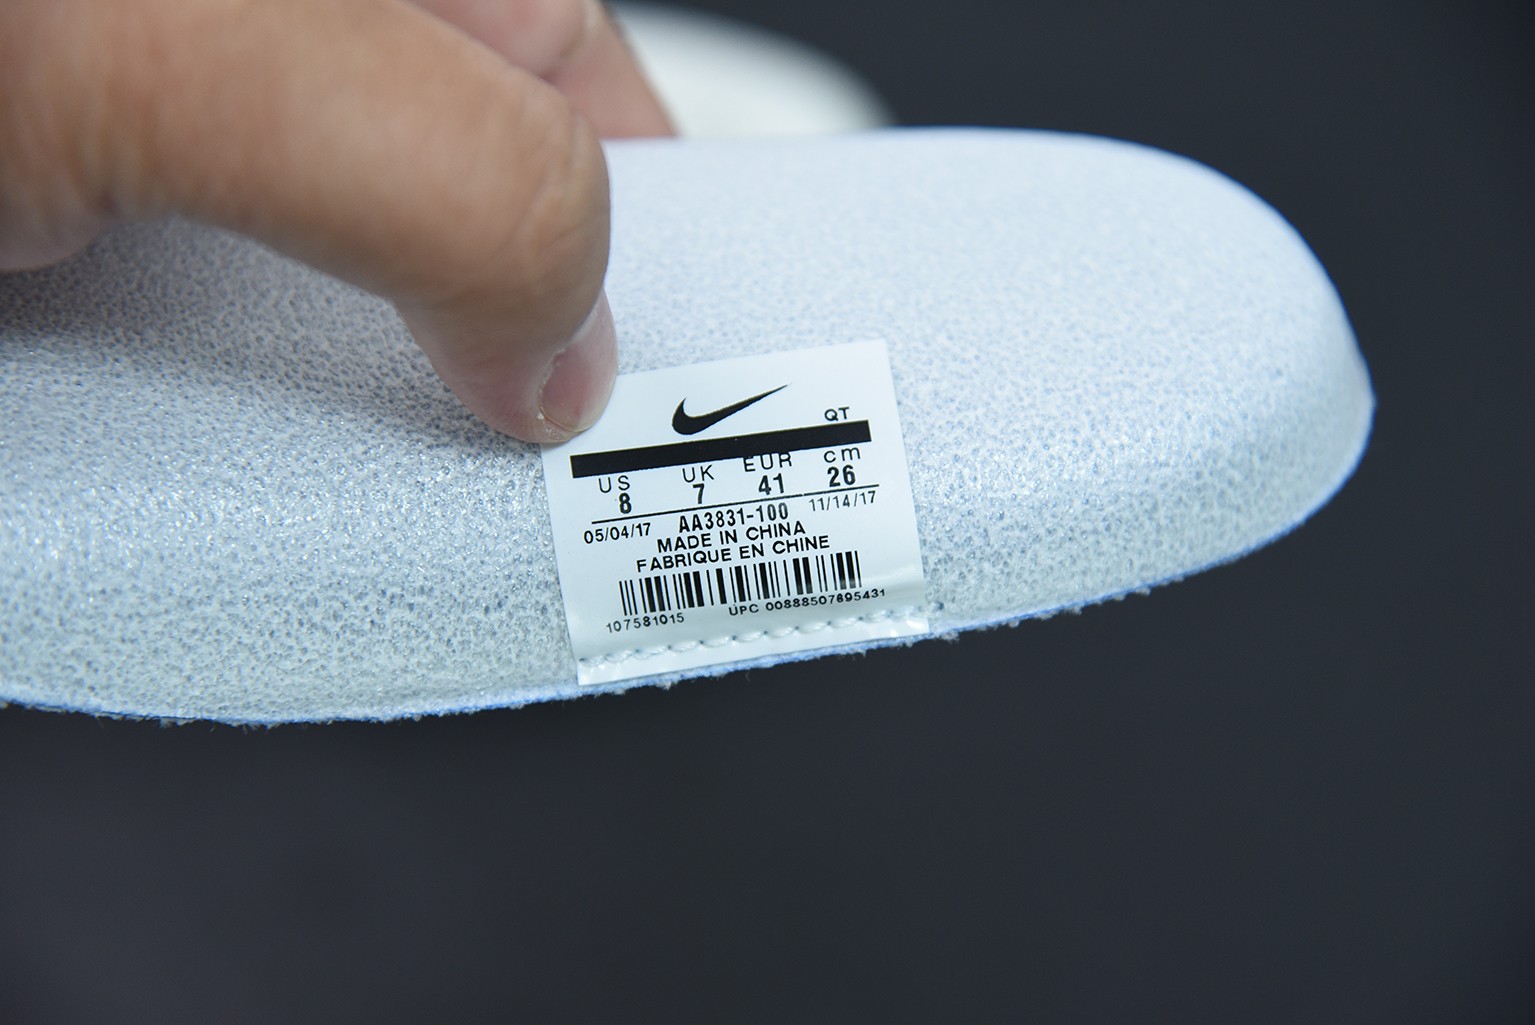 QT
US UK EUR cm
8 7 41 26
05/04/17 AA3831-100 11/14/17
MADE IN CHINA
FABRIQUE EN CHINE
107581015 UPC 00888507695431